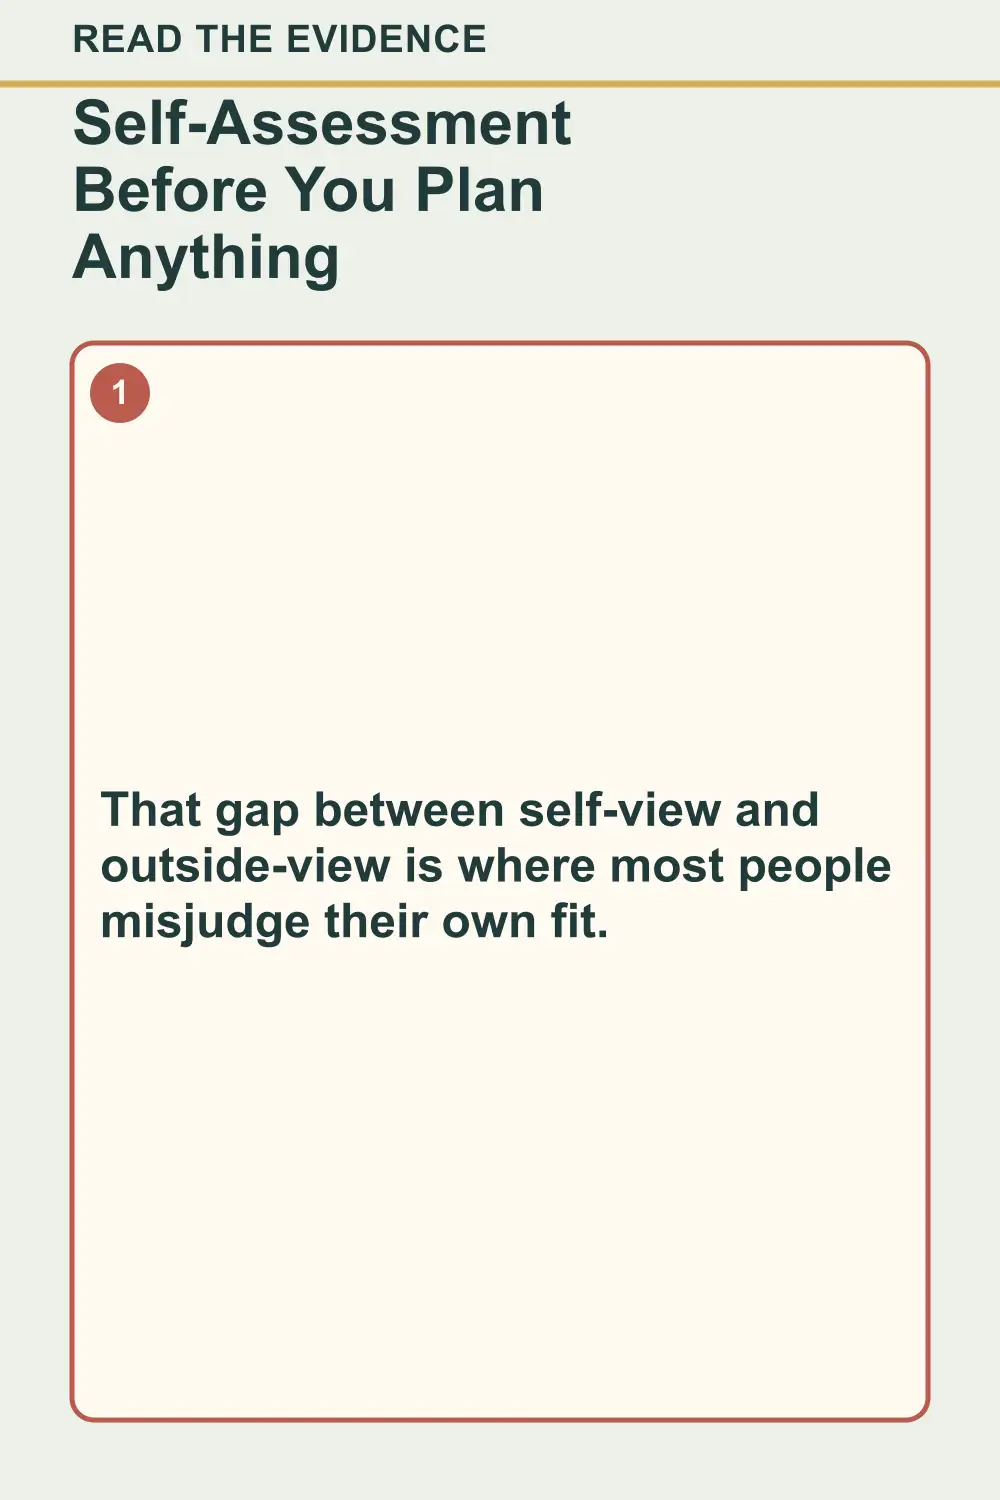 READ THE EVIDENCE
Self-Assessment
Before You Plan
Anything
1
That gap between self-view and
outside-view is where most people
misjudge their own fit.